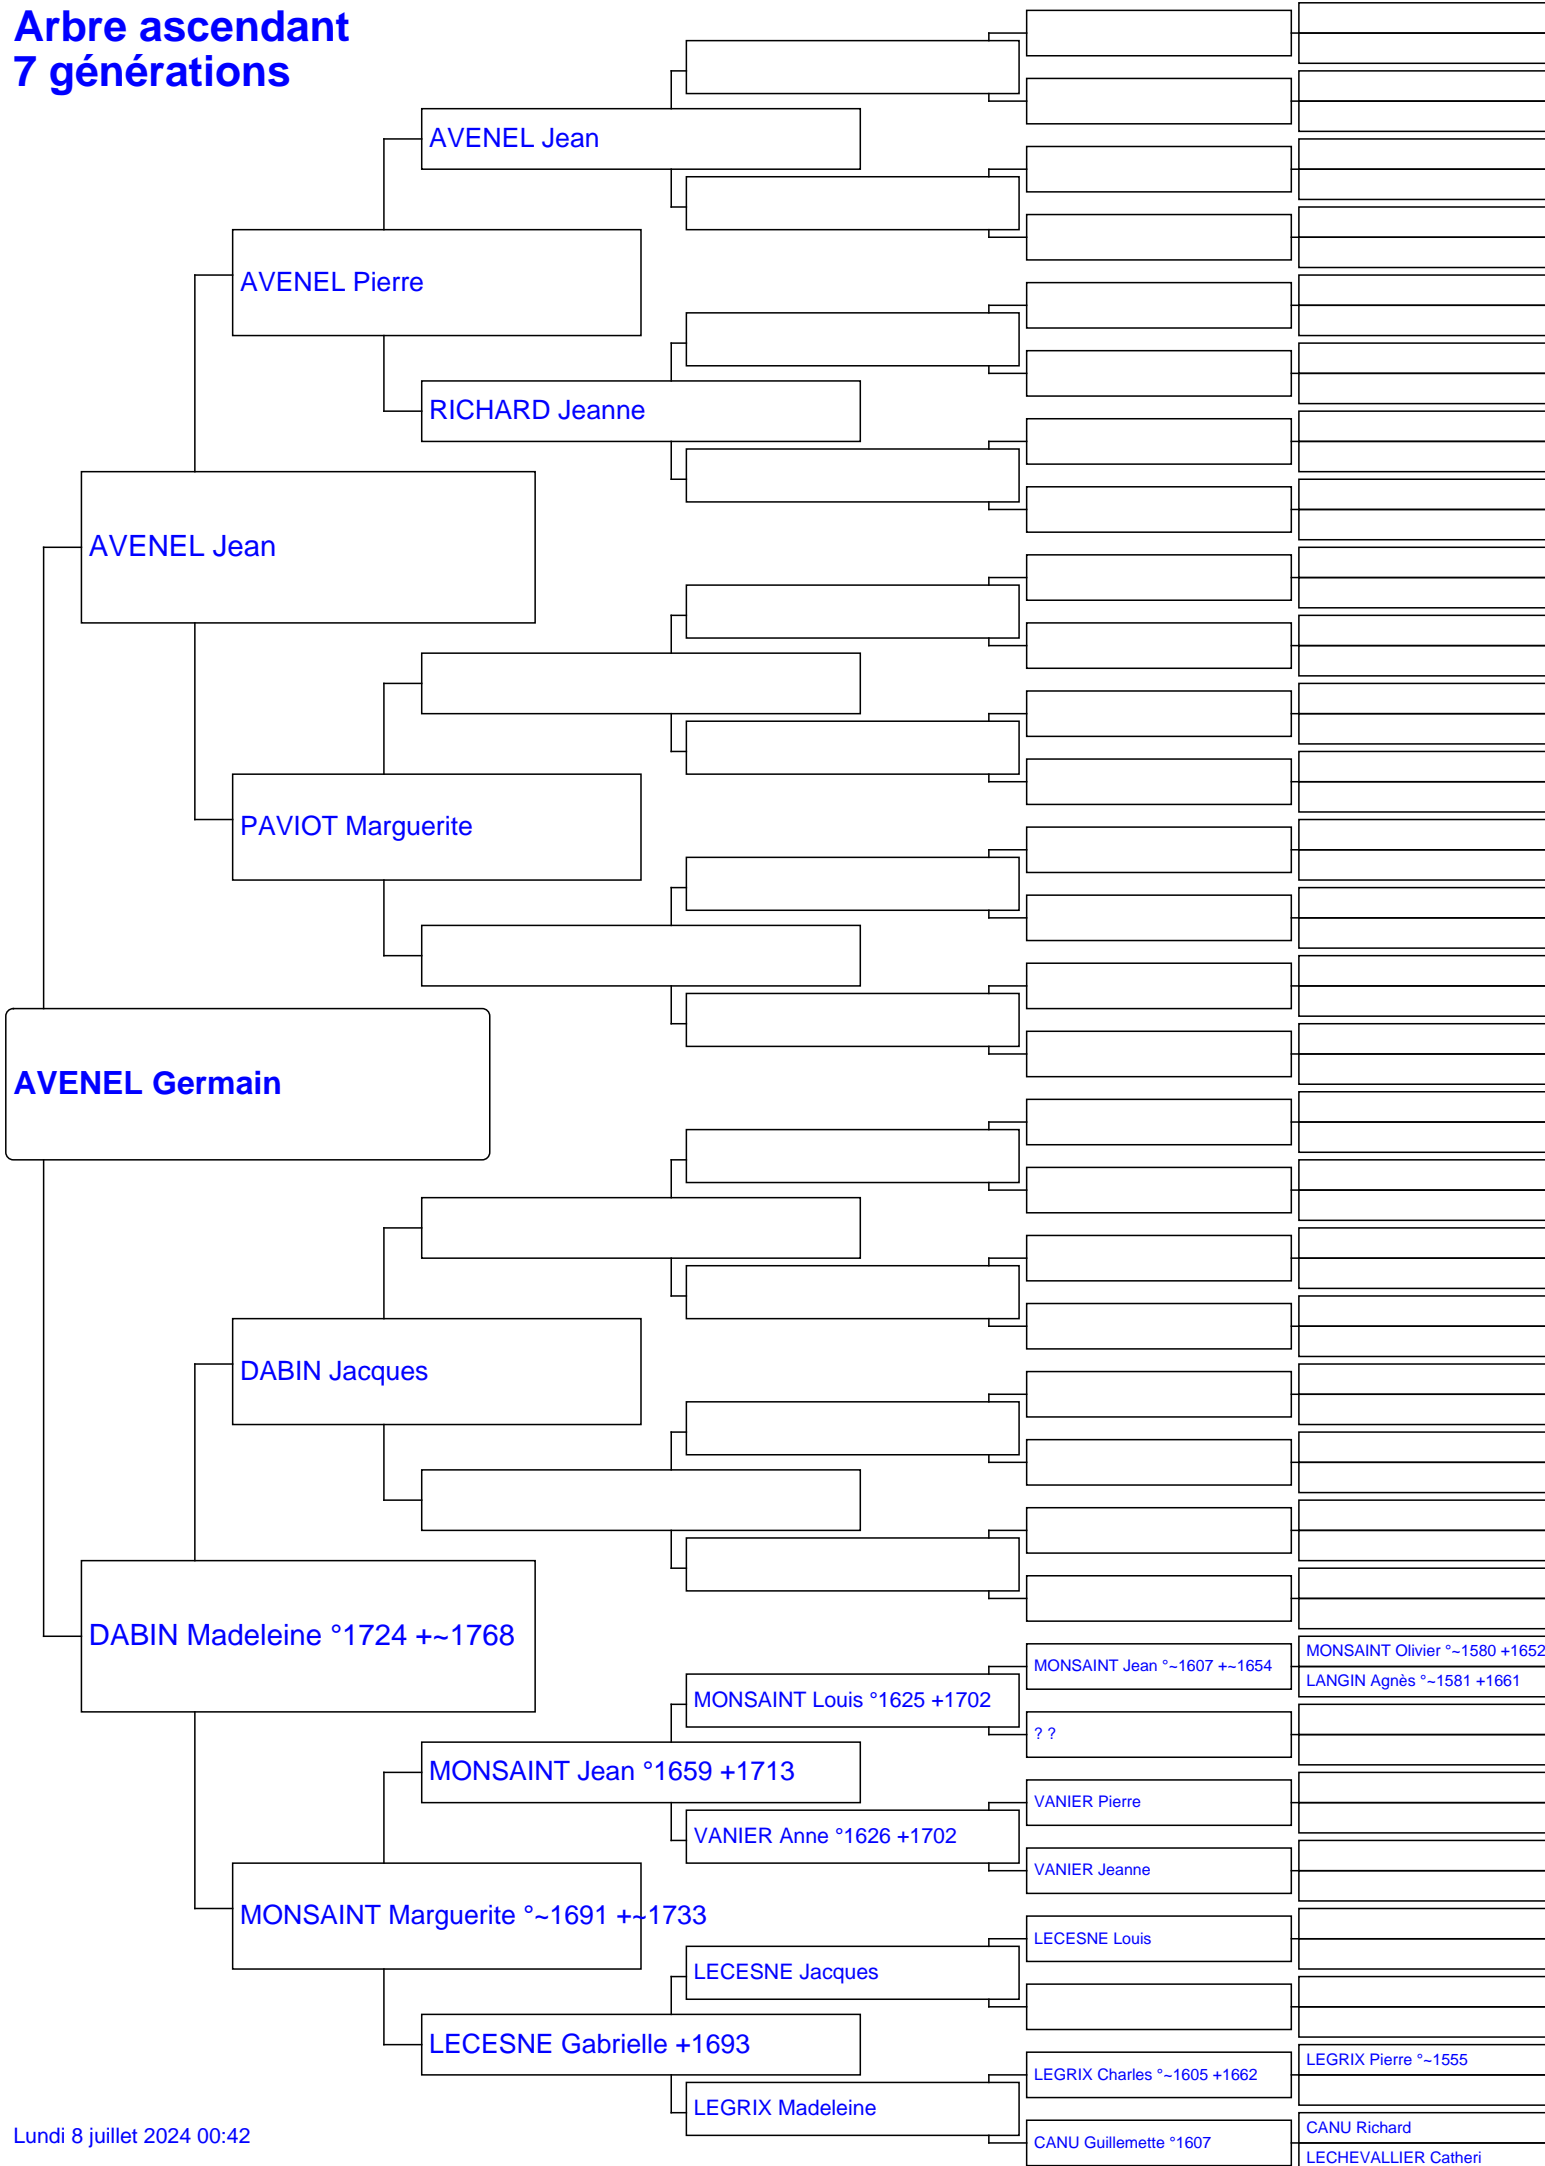 Arbre ascendant
7 générations
AVENEL Jean
AVENEL Pierre
RICHARD Jeanne
AVENEL Jean
PAVIOT Marguerite
AVENEL Germain
DABIN Jacques
DABIN Madeleine °1724 +~1768
MONSAINT Olivier °~1580 +1652
MONSAINT Jean °~1607 +~1654
LANGIN Agnès °~1581 +1661
MONSAINT Louis °1625 +1702
? ?
MONSAINT Jean °1659 +1713
VANIER Pierre
VANIER Anne °1626 +1702
VANIER Jeanne
MONSAINT Marguerite °~1691 +~1733
LECESNE Louis
LECESNE Jacques
LECESNE Gabrielle +1693
LEGRIX Pierre °~1555
LEGRIX Charles °~1605 +1662
LEGRIX Madeleine
CANU Richard
CANU Guillemette °1607
LECHEVALLIER Catheri
Lundi 8 juillet 2024 00:42